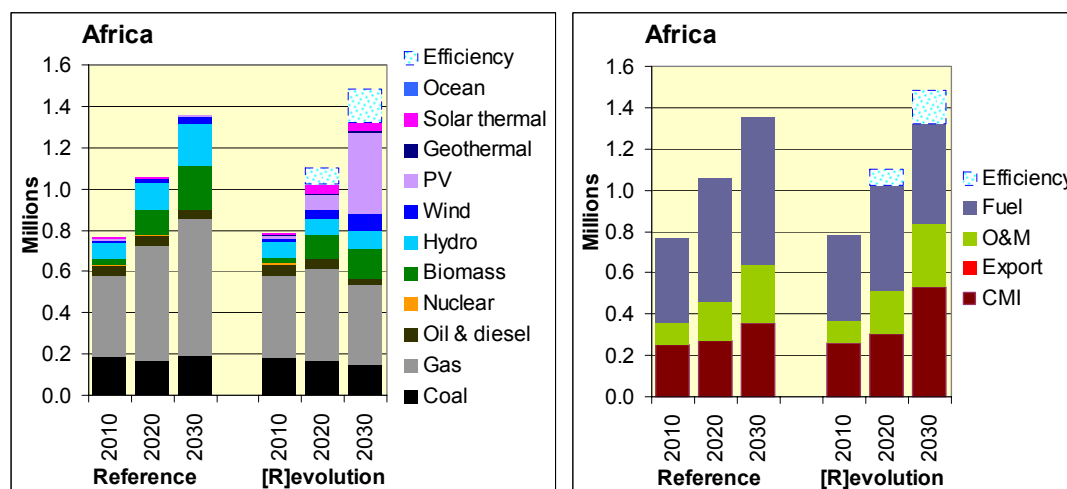 Africa
Millions
1.6
1.4
1.2
1.0
0.8
0.6
0.4
0.2
0.0
2010
2020
2030
2010
2020
2030
Reference
[R]evolution
Efficiency
Ocean
Solar thermal
Geothermal
PV
Wind
Hydro
Biomass
Nuclear
Oil & diesel
Gas
Coal
Africa
Millions
1.6
1.4
1.2
1.0
0.8
0.6
0.4
0.2
0.0
2010
2020
2030
2010
2020
2030
Reference
[R]evolution
Efficiency
Fuel
O&M
Export
CMI